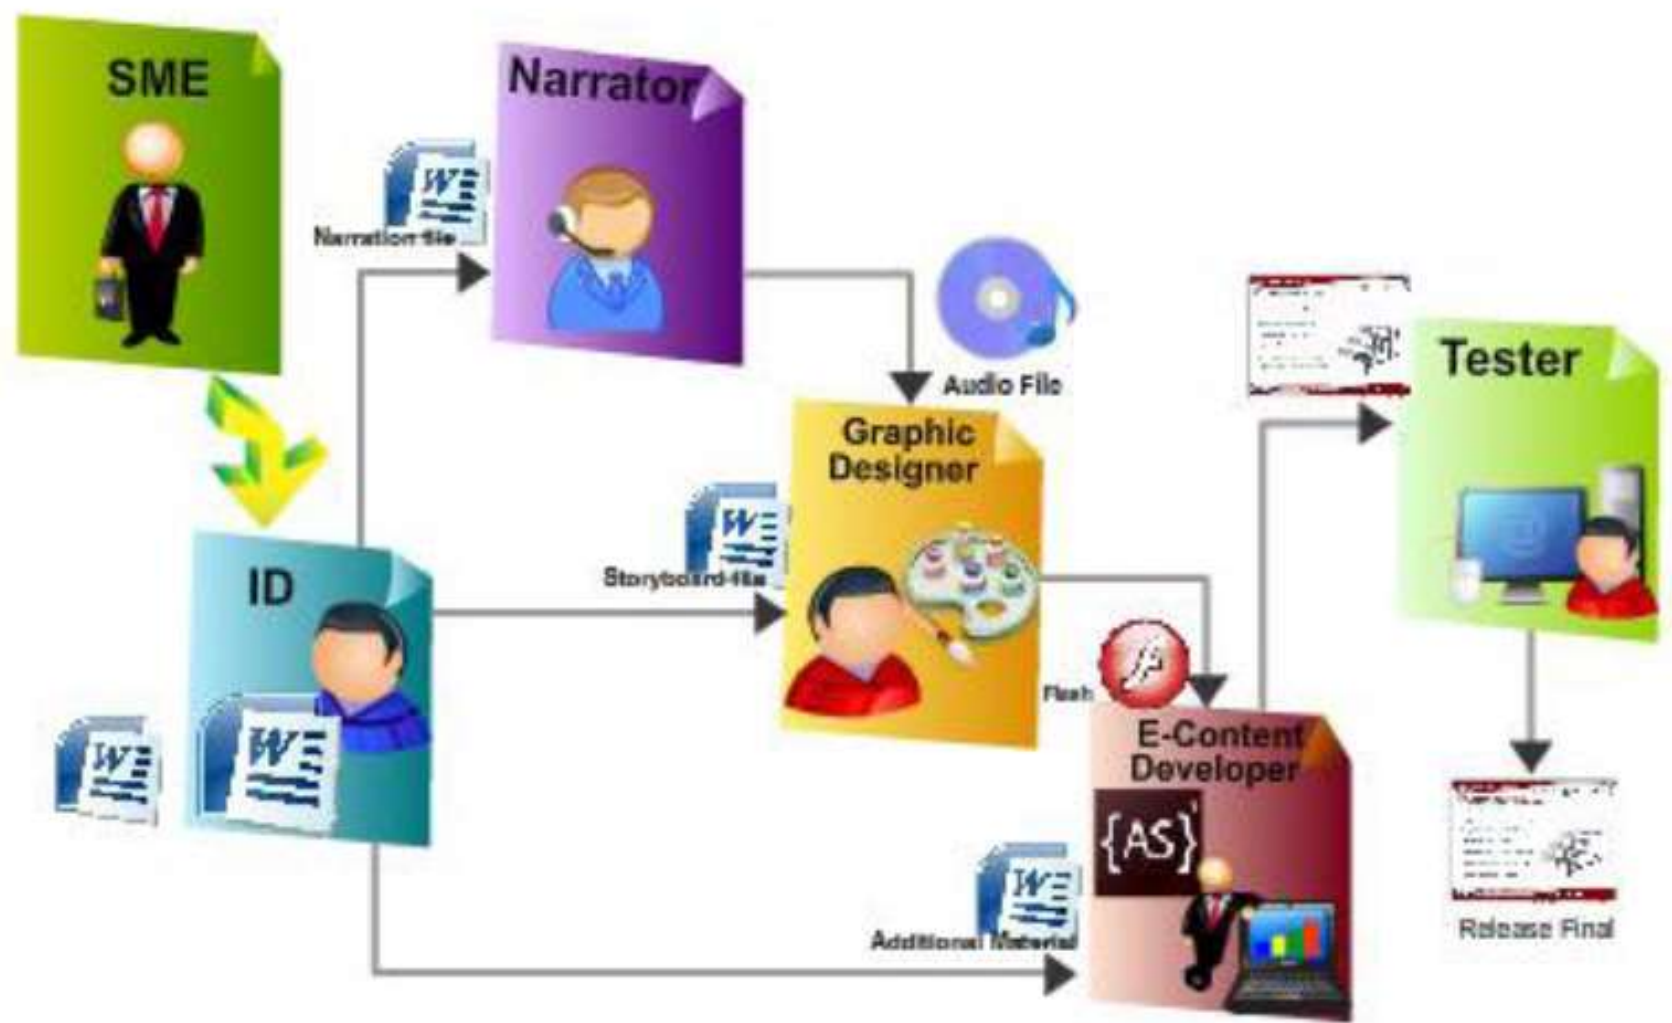 SME
Narrator
Narration file
Audio File
Tester
Graphic
Designer
Storyboard file
ID
Flash
E-Content
Developer
{AS}
Additional Material
Release Final
W
W
W
W
W